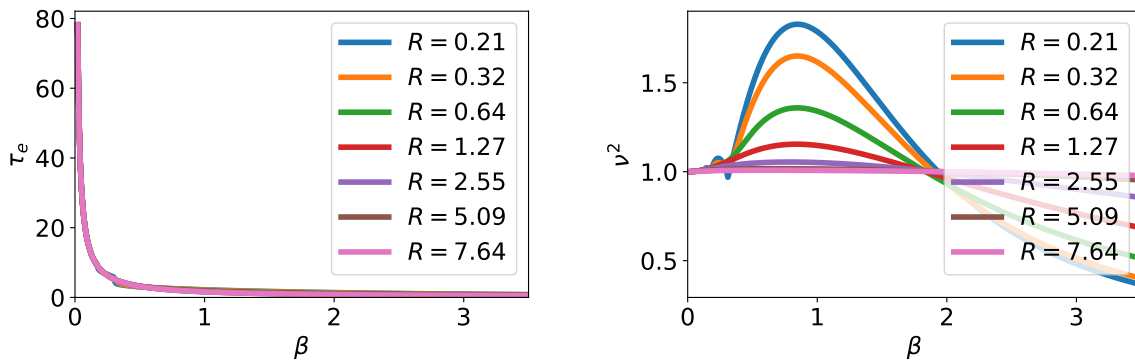 80
60
40
20
0
τ_e
0
1
2
3
β
R = 0.21
R = 0.32
R = 0.64
R = 1.27
R = 2.55
R = 5.09
R = 7.64
1.5
1.0
0.5
ν²
0
1
2
3
β
R = 0.21
R = 0.32
R = 0.64
R = 1.27
R = 2.55
R = 5.09
R = 7.64